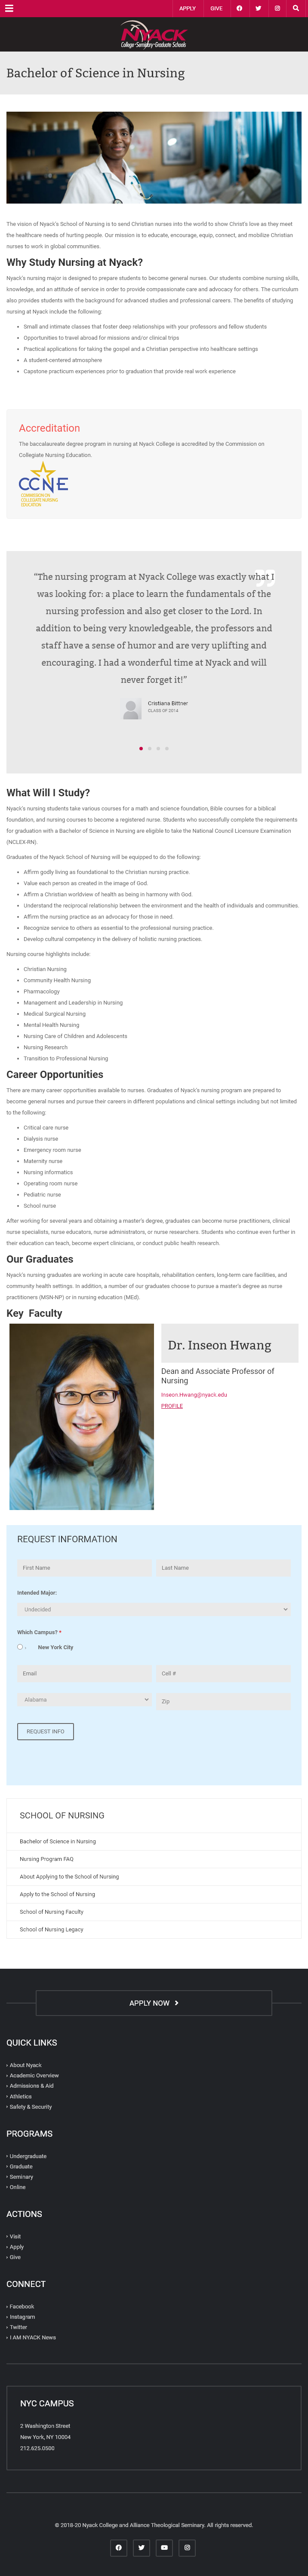 APPLY
GIVE
NYACK
College•Seminary•Graduate Schools
Bachelor of Science in Nursing
The vision of Nyack's School of Nursing is to send Christian nurses into the world to show Christ's love as they meet
the healthcare needs of hurting people. Our mission is to educate, encourage, equip, connect, and mobilize Christian
nurses to work in global communities.
Why Study Nursing at Nyack?
Nyack's nursing major is designed to prepare students to become general nurses. Our students combine nursing skills,
knowledge, and an attitude of service in order to provide compassionate care and advocacy for others. The curriculum
also provides students with the background for advanced studies and professional careers. The benefits of studying
nursing at Nyack include the following:
• Small and intimate classes that foster deep relationships with your professors and fellow students
• Opportunities to travel abroad for missions and/or clinical trips
• Practical applications for taking the gospel and a Christian perspective into healthcare settings
• A student-centered atmosphere
• Capstone practicum experiences prior to graduation that provide real work experience
Accreditation
The baccalaureate degree program in nursing at Nyack College is accredited by the Commission on
Collegiate Nursing Education.
CCNE
COMMISSION ON
COLLEGIATE NURSING
EDUCATION
"The nursing program at Nyack College was exactly what I
was looking for: a place to learn the fundamentals of the
nursing profession and also get closer to the Lord. In
addition to being very knowledgeable, the professors and
staff have a sense of humor and are very uplifting and
encouraging. I had a wonderful time at Nyack and will
never forget it!"
Cristiana Bittner
CLASS OF 2014
What Will I Study?
Nyack's nursing students take various courses for a math and science foundation, Bible courses for a biblical
foundation, and nursing courses to become a registered nurse. Students who successfully complete the requirements
for graduation with a Bachelor of Science in Nursing are eligible to take the National Council Licensure Examination
(NCLEX-RN).
Graduates of the Nyack School of Nursing will be equipped to do the following:
• Affirm godly living as foundational to the Christian nursing practice.
• Value each person as created in the image of God.
• Affirm a Christian worldview of health as being in harmony with God.
• Understand the reciprocal relationship between the environment and the health of individuals and communities.
• Affirm the nursing practice as an advocacy for those in need.
• Recognize service to others as essential to the professional nursing practice.
• Develop cultural competency in the delivery of holistic nursing practices.
Nursing course highlights include:
• Christian Nursing
• Community Health Nursing
• Pharmacology
• Management and Leadership in Nursing
• Medical Surgical Nursing
• Mental Health Nursing
• Nursing Care of Children and Adolescents
• Nursing Research
• Transition to Professional Nursing
Career Opportunities
There are many career opportunities available to nurses. Graduates of Nyack's nursing program are prepared to
become general nurses and pursue their careers in different populations and clinical settings including but not limited
to the following:
• Critical care nurse
• Dialysis nurse
• Emergency room nurse
• Maternity nurse
• Nursing informatics
• Operating room nurse
• Pediatric nurse
• School nurse
After working for several years and obtaining a master's degree, graduates can become nurse practitioners, clinical
nurse specialists, nurse educators, nurse administrators, or nurse researchers. Students who continue even further in
their education can teach, become expert clinicians, or conduct public health research.
Our Graduates
Nyack's nursing graduates are working in acute care hospitals, rehabilitation centers, long-term care facilities, and
community health settings. In addition, a number of our graduates choose to pursue a master's degree as nurse
practitioners (MSN-NP) or in nursing education (MEd).
Key Faculty
Dr. Inseon Hwang
Dean and Associate Professor of
Nursing
Inseon.Hwang@nyack.edu
PROFILE
REQUEST INFORMATION
First Name
Last Name
Intended Major:
Undecided
Which Campus? *
New York City
Email
Cell #
Alabama
Zip
REQUEST INFO
SCHOOL OF NURSING
Bachelor of Science in Nursing
Nursing Program FAQ
About Applying to the School of Nursing
Apply to the School of Nursing
School of Nursing Faculty
School of Nursing Legacy
APPLY NOW
QUICK LINKS
About Nyack
Academic Overview
Admissions & Aid
Athletics
Safety & Security
PROGRAMS
Undergraduate
Graduate
Seminary
Online
ACTIONS
Visit
Apply
Give
CONNECT
Facebook
Instagram
Twitter
I AM NYACK News
NYC CAMPUS
2 Washington Street
New York, NY 10004
212.625.0500
© 2018-20 Nyack College and Alliance Theological Seminary. All rights reserved.